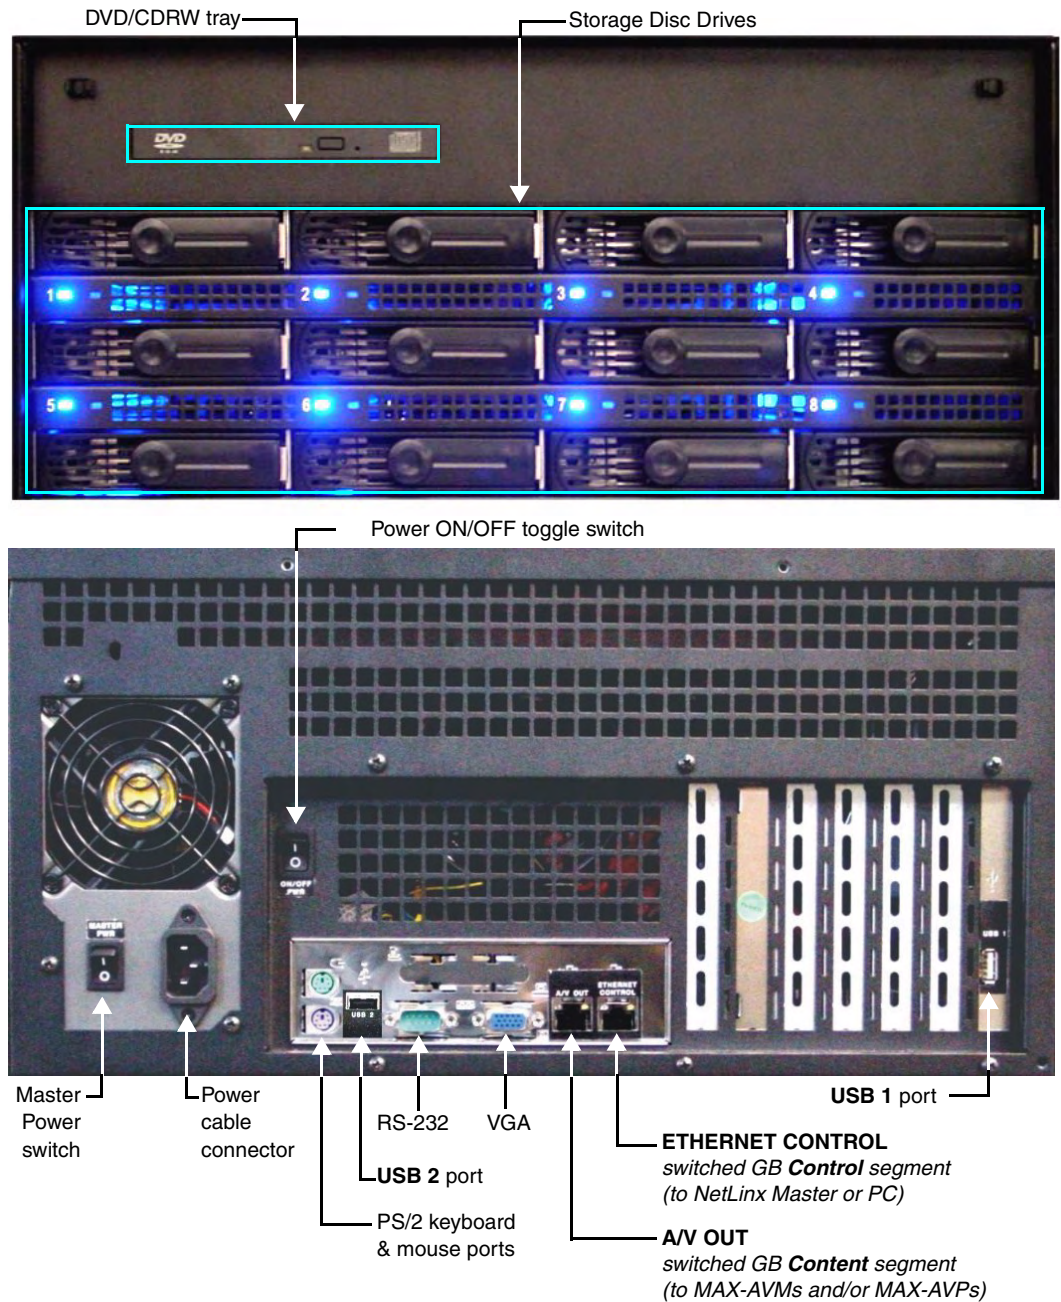 DVD/CDRW tray
Storage Disc Drives
DVD
1
2
3
4
5
6
7
8
Power ON/OFF toggle switch
I
O
ON/OFF
PWR
MASTER
PWR
I
O
USB 2
A/V OUT
ETHERNET
CONTROL
USB 1
Master
Power
switch
Power
cable
connector
RS-232
VGA
USB 1 port
USB 2 port
PS/2 keyboard
& mouse ports
ETHERNET CONTROL
switched GB Control segment
(to NetLinx Master or PC)
A/V OUT
switched GB Content segment
(to MAX-AVMs and/or MAX-AVPs)